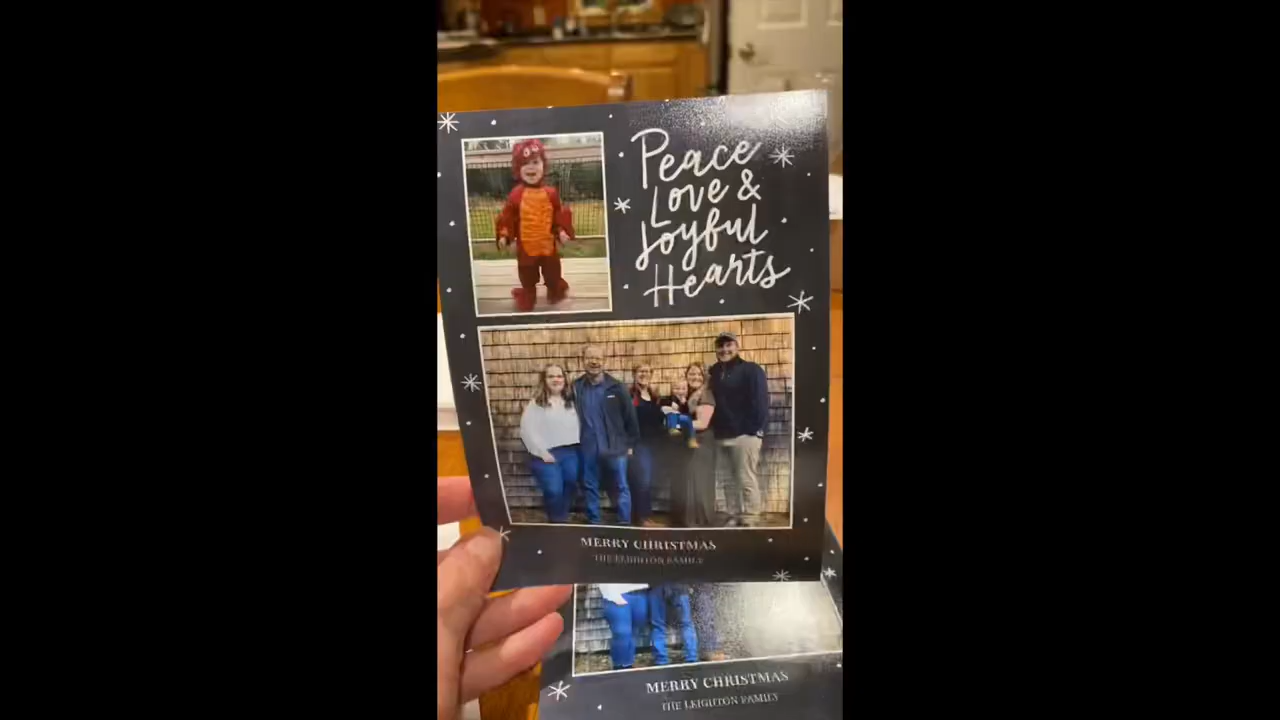 Peace
Love &
Joyful
Hearts
MERRY CHRISTMAS
THE LEIGHTON FAMILY
MERRY CHRISTMAS
THE LEIGHTON FAMILY